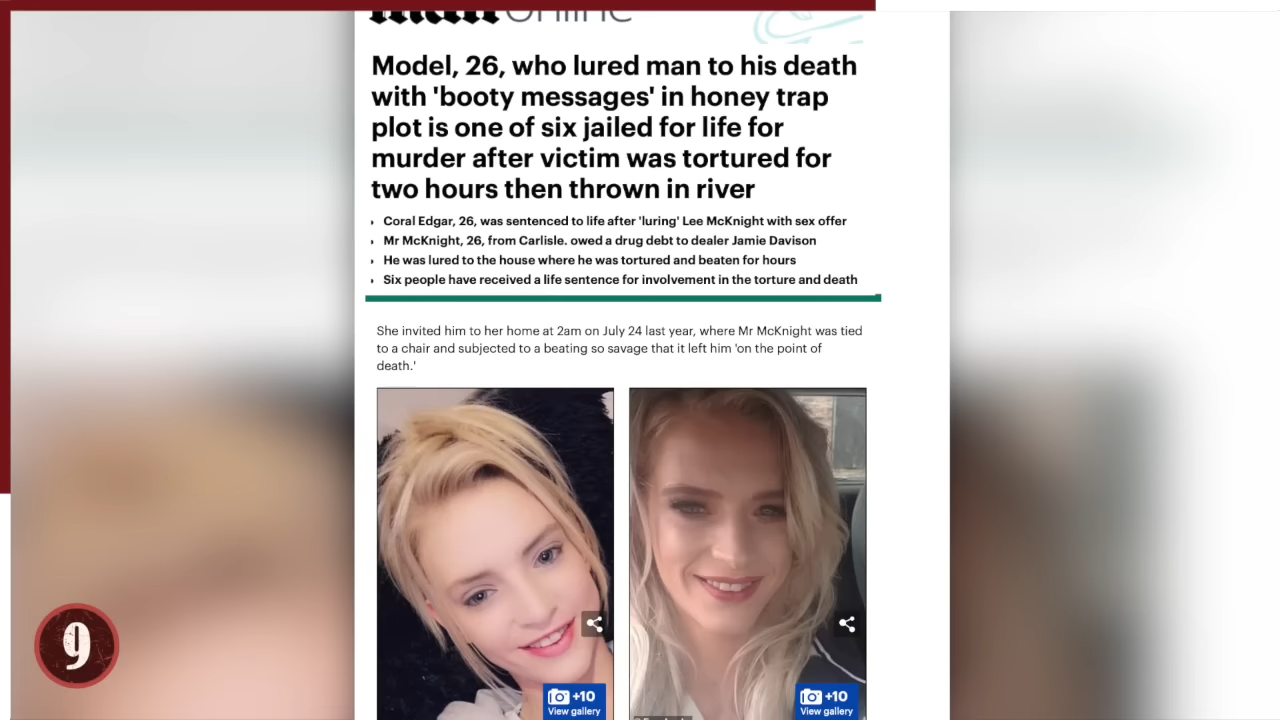 Online
Model, 26, who lured man to his death
with 'booty messages' in honey trap
plot is one of six jailed for life for
murder after victim was tortured for
two hours then thrown in river
Coral Edgar, 26, was sentenced to life after 'luring' Lee McKnight with sex offer
Mr McKnight, 26, from Carlisle. owed a drug debt to dealer Jamie Davison
He was lured to the house where he was tortured and beaten for hours
Six people have received a life sentence for involvement in the torture and death
She invited him to her home at 2am on July 24 last year, where Mr McKnight was tied
to a chair and subjected to a beating so savage that it left him 'on the point of
death.'
+10
View gallery
+10
View gallery
9